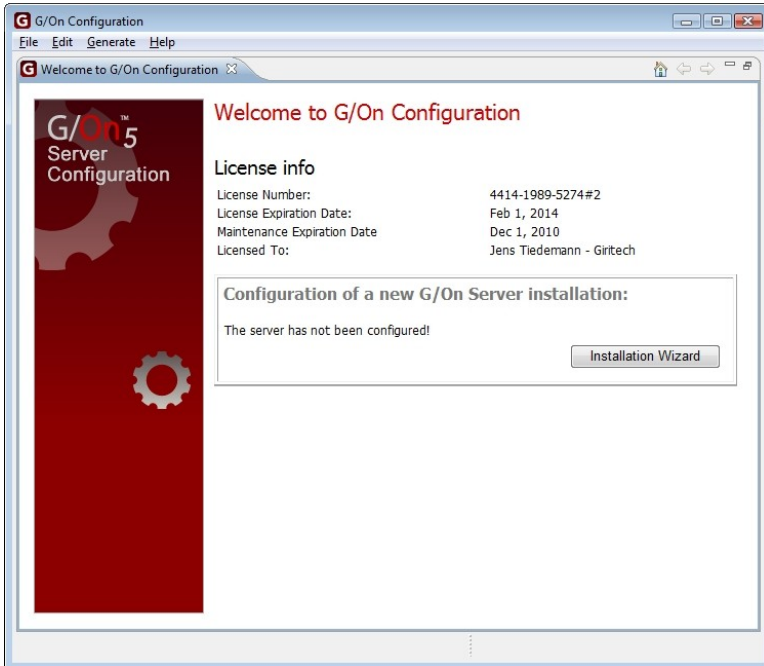 G/On Configuration
File Edit Generate Help
Welcome to G/On Configuration
G/On™ 5
Server
Configuration
Welcome to G/On Configuration
License info
License Number: 4414-1989-5274#2
License Expiration Date: Feb 1, 2014
Maintenance Expiration Date Dec 1, 2010
Licensed To: Jens Tiedemann - Giritech
Configuration of a new G/On Server installation:
The server has not been configured!
Installation Wizard